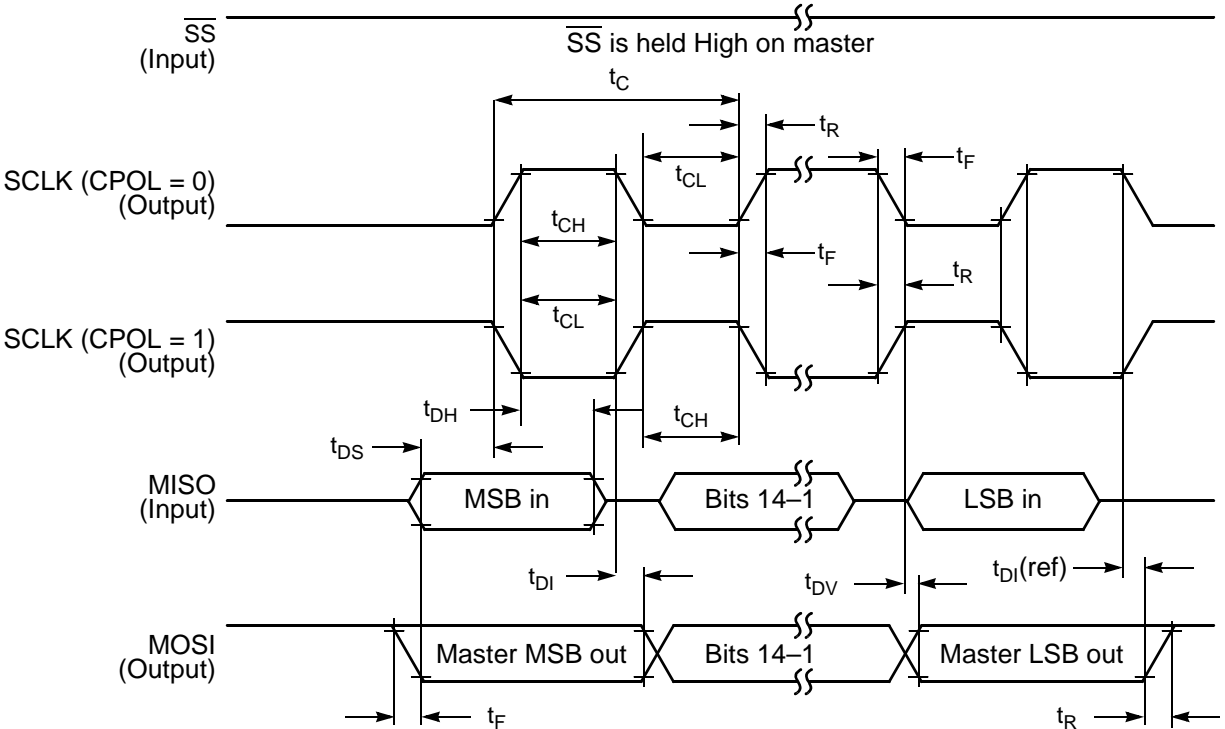 SS
(Input)
SS is held High on master
tC
tR
tF
SCLK (CPOL = 0)
(Output)
tCL
tCH
tF
tR
tCL
SCLK (CPOL = 1)
(Output)
tDH
tCH
tDS
MISO
(Input)
MSB in
Bits 14–1
LSB in
tDI
tDV
tDI(ref)
MOSI
(Output)
Master MSB out
Bits 14–1
Master LSB out
tF
tR